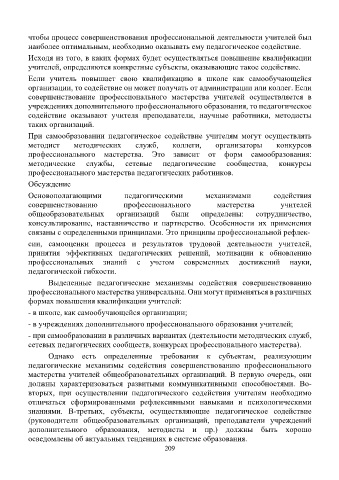 чтобы процесс совершенствования профессиональной деятельности учителей был
наиболее оптимальным, необходимо оказывать ему педагогическое содействие.
Исходя из того, в каких формах будет осуществляться повышение квалификации
учителей, определяются конкретные субъекты, оказывающие такое содействие.
Если учитель повышает свою квалификацию в школе как самообучающейся
организации, то содействие он может получать от администрации или коллег. Если
совершенствование профессионального мастерства учителей осуществляется в
учреждениях дополнительного профессионального образования, то педагогическое
содействие оказывают учителя преподаватели, научные работники, методисты
таких организаций.
При самообразовании педагогическое содействие учителям могут осуществлять
методист методических служб, коллеги, организаторы конкурсов
профессионального мастерства. Это зависит от форм самообразования:
методические службы, сетевые педагогические сообщества, конкурсы
профессионального мастерства педагогических работников.
Обсуждение
Основополагающими педагогическими механизмами содействия
совершенствованию профессионального мастерства учителей
общеобразовательных организаций были определены: сотрудничество,
консультирование, наставничество и партнерство. Особенности их применения
связаны с определенными принципами. Это принципы профессиональной рефлек-
сии, самооценки процесса и результатов трудовой деятельности учителей,
принятия эффективных педагогических решений, мотивации к обновлению
профессиональных знаний с учетом современных достижений науки,
педагогической гибкости.
Выделенные педагогические механизмы содействия совершенствованию
профессионального мастерства универсальны. Они могут применяться в различных
формах повышения квалификации учителей:
- в школе, как самообучающейся организации;
- в учреждениях дополнительного профессионального образования учителей;
- при самообразовании в различных вариантах (деятельности методических служб,
сетевых педагогических сообществ, конкурсах профессионального мастерства).
Однако есть определенные требования к субъектам, реализующим
педагогические механизмы содействия совершенствованию профессионального
мастерства учителей общеобразовательных организаций. В первую очередь, они
должны характеризоваться развитыми коммуникативными способностями. Во-
вторых, при осуществлении педагогического содействия учителям необходимо
отличаться сформированными рефлексивными навыками и психологическими
знаниями. В-третьих, субъекты, осуществляющие педагогическое содействие
(руководители общеобразовательных организаций, преподаватели учреждений
дополнительного образования, методисты и пр.) должны быть хорошо
осведомлены об актуальных тенденциях в системе образования.
209